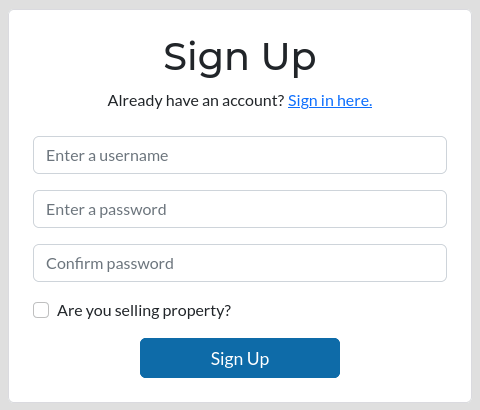 Sign Up
Already have an account? Sign in here.
Enter a username
Enter a password
Confirm password
Are you selling property?
Sign Up